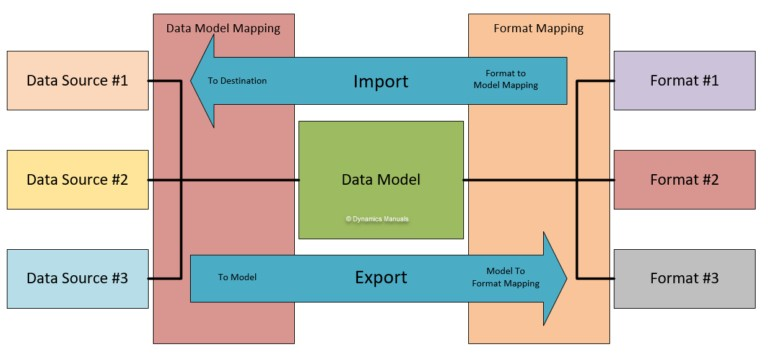 Data Model Mapping
Format Mapping
Data Source #1
To Destination
Import
Format to
Model Mapping
Format #1
Data Source #2
Data Model
© Dynamics Manuals
Format #2
Data Source #3
To Model
Export
Model To
Format Mapping
Format #3